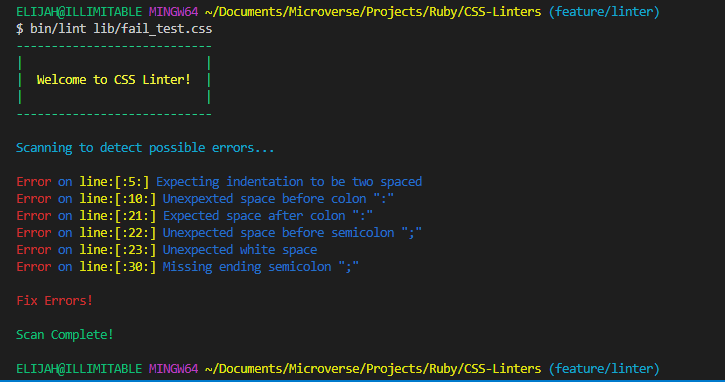 ELIJAH@ILLIMITABLE MINGW64 ~/Documents/Microverse/Projects/Ruby/CSS-Linters (feature/linter)
$ bin/lint lib/fail_test.css
----------------------------
|                          |
|  Welcome to CSS Linter!  |
|                          |
----------------------------
Scanning to detect possible errors...
Error on line:[:5:] Expecting indentation to be two spaced
Error on line:[:10:] Unexpexted space before colon ":"
Error on line:[:21:] Expected space after colon ":"
Error on line:[:22:] Unexpected space before semicolon ";"
Error on line:[:23:] Unexpected white space
Error on line:[:30:] Missing ending semicolon ";"
Fix Errors!
Scan Complete!
ELIJAH@ILLIMITABLE MINGW64 ~/Documents/Microverse/Projects/Ruby/CSS-Linters (feature/linter)